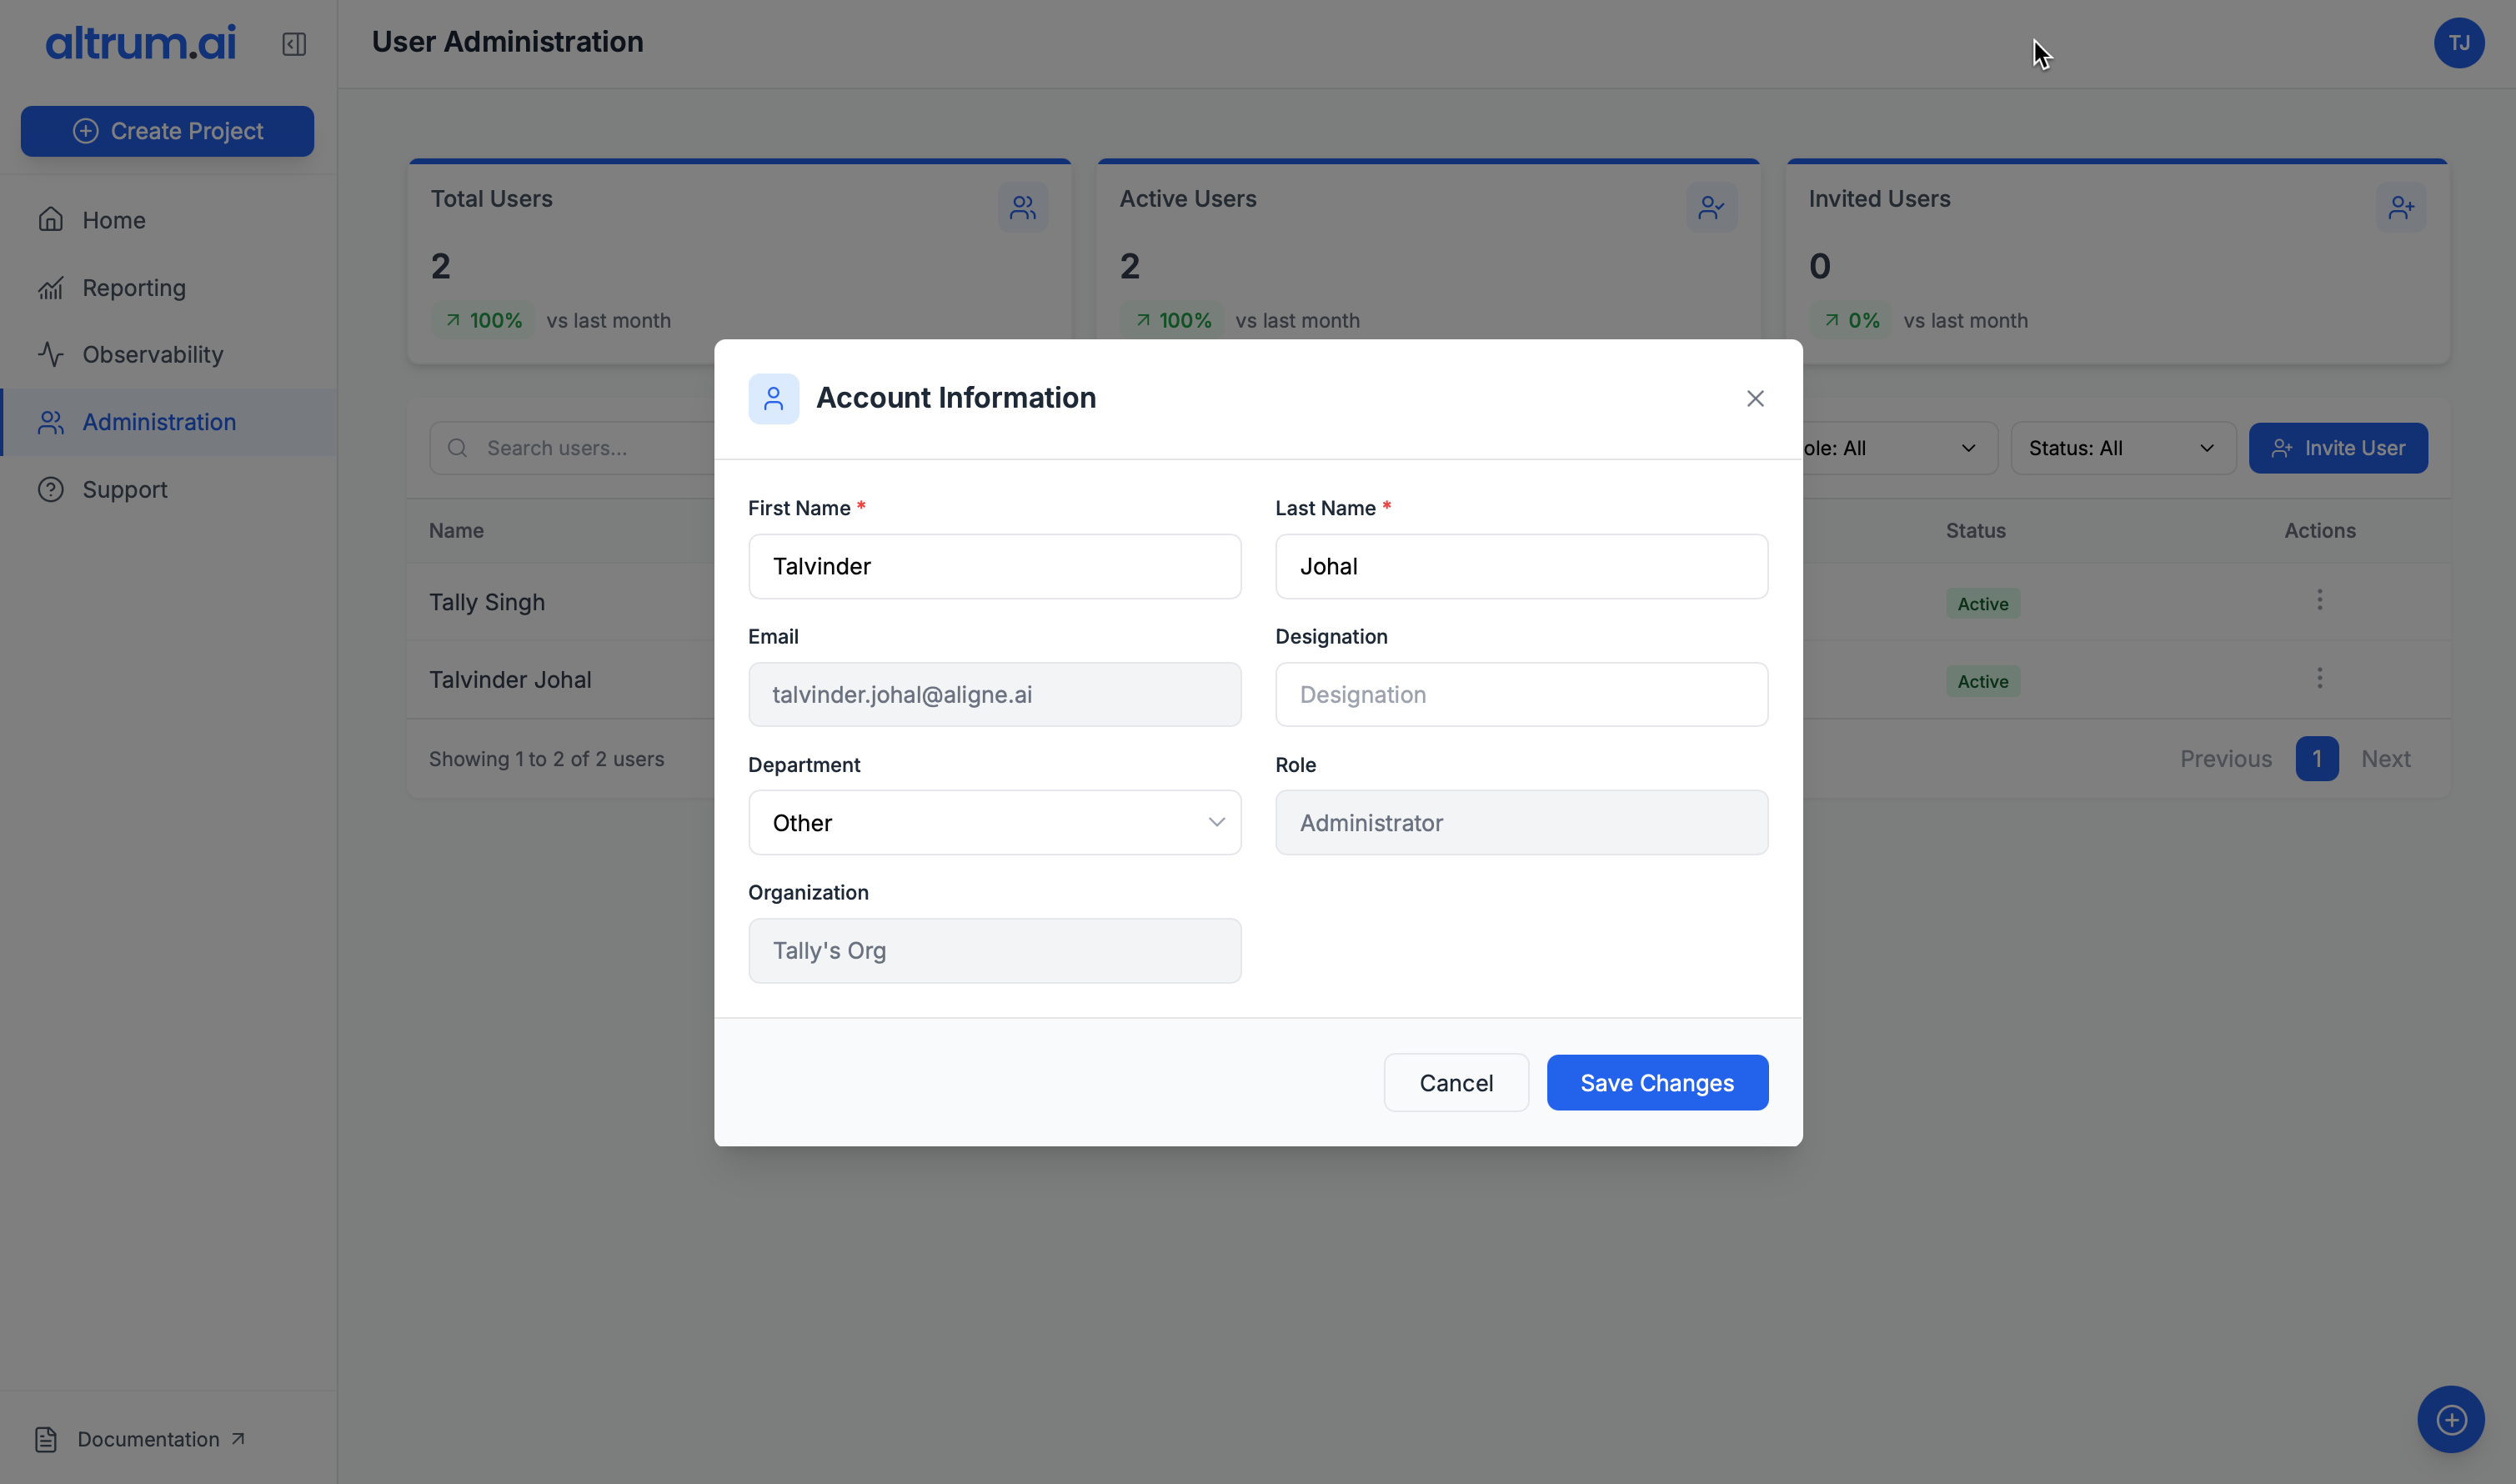 altrum.ai
User Administration
TJ
Create Project
Home
Reporting
Observability
Administration
Support
Documentation
Total Users
2
100% vs last month
Active Users
2
100% vs last month
Invited Users
0
0% vs last month
Search users...
ole: All
Status: All
Invite User
Name
Status
Actions
Tally Singh
Active
Talvinder Johal
Active
Showing 1 to 2 of 2 users
Previous 1 Next
Account Information
First Name *
Talvinder
Last Name *
Johal
Email
talvinder.johal@aligne.ai
Designation
Designation
Department
Other
Role
Administrator
Organization
Tally's Org
Cancel
Save Changes